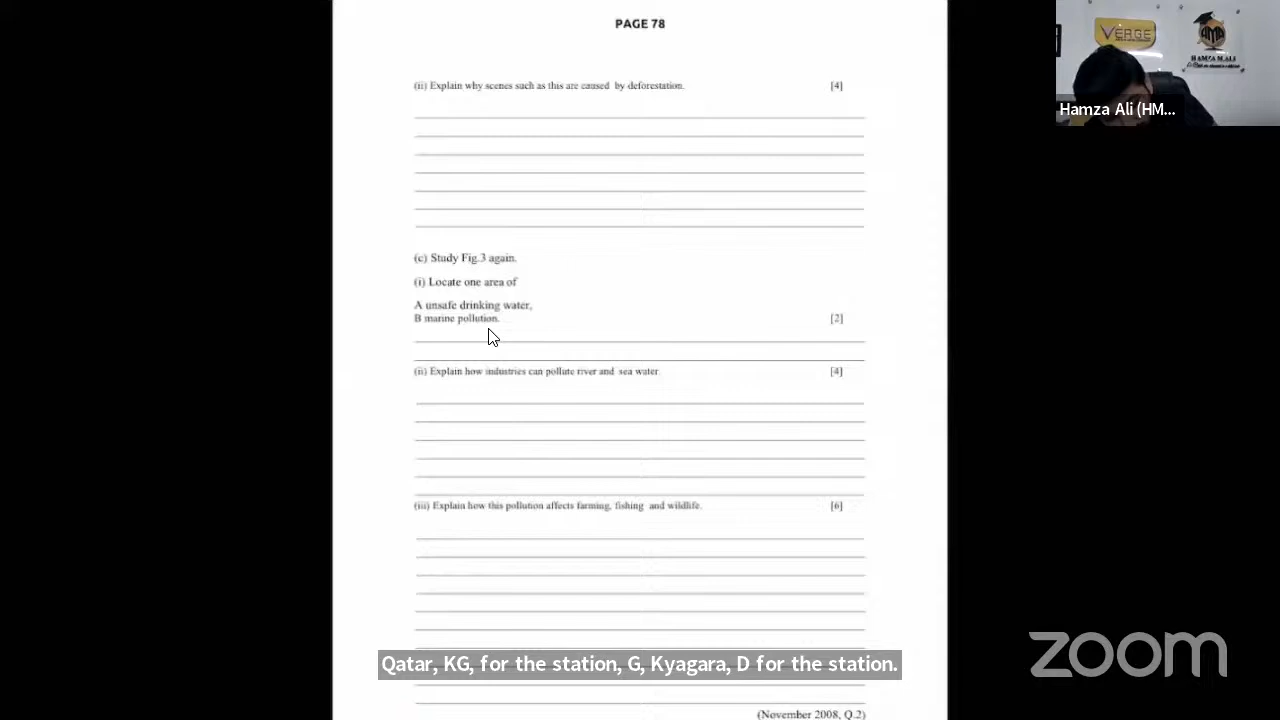 PAGE 78
(ii) Explain why scenes such as this are caused by deforestation. [4]
(c) Study Fig.3 again.
(i) Locate one area of
A unsafe drinking water,
B marine pollution. [2]
(ii) Explain how industries can pollute river and sea water. [4]
(iii) Explain how this pollution affects farming, fishing and wildlife. [6]
(November 2008, Q.2)
VERGE
AMA
HAMZA M.ALI
Hamza Ali (HM...
Qatar, KG, for the station, G, Kyagara, D for the station.
zoom